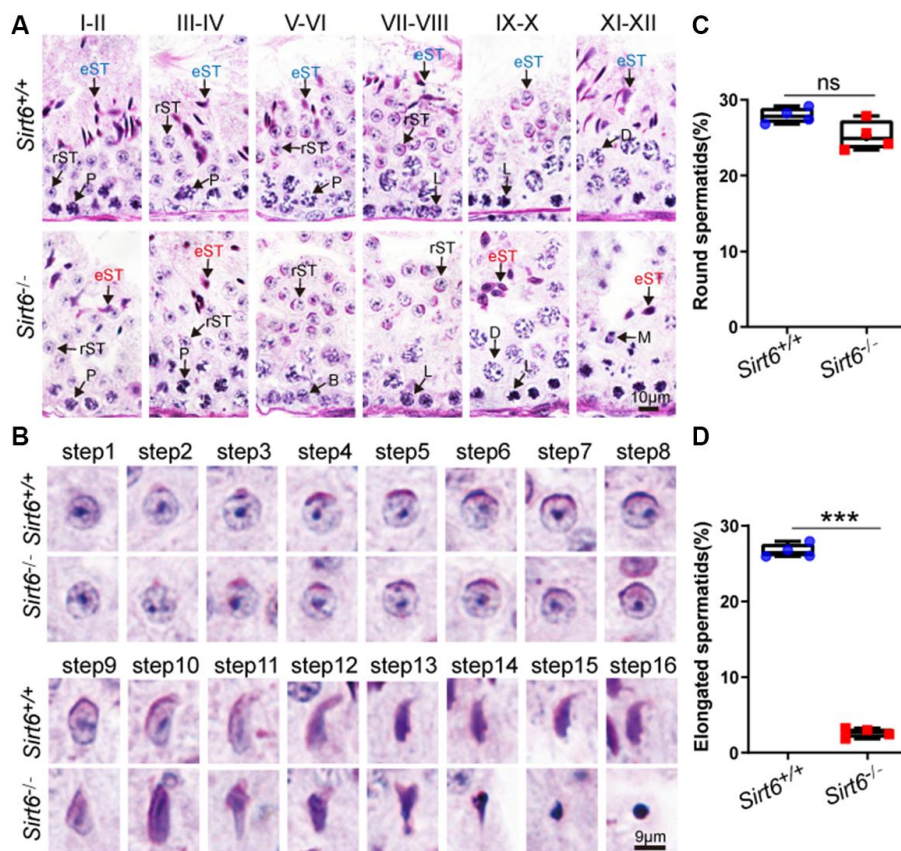 A
I-II III-IV V-VI VII-VIII IX-X XI-XII
Sirt6+/+
eST eST eST eST eST eST
rST rST rST rST D
P P P L L
Sirt6-/-
eST eST rST rST eST eST
rST rST D M
P P B L L
10μm
B
step1 step2 step3 step4 step5 step6 step7 step8
Sirt6+/+
Sirt6-/-
step9 step10 step11 step12 step13 step14 step15 step16
Sirt6+/+
Sirt6-/-
9μm
C
Round spermatids(%)
ns
30
20
10
0
Sirt6+/+ Sirt6-/-
D
Elongated spermatids(%)
***
30
20
10
0
Sirt6+/+ Sirt6-/-